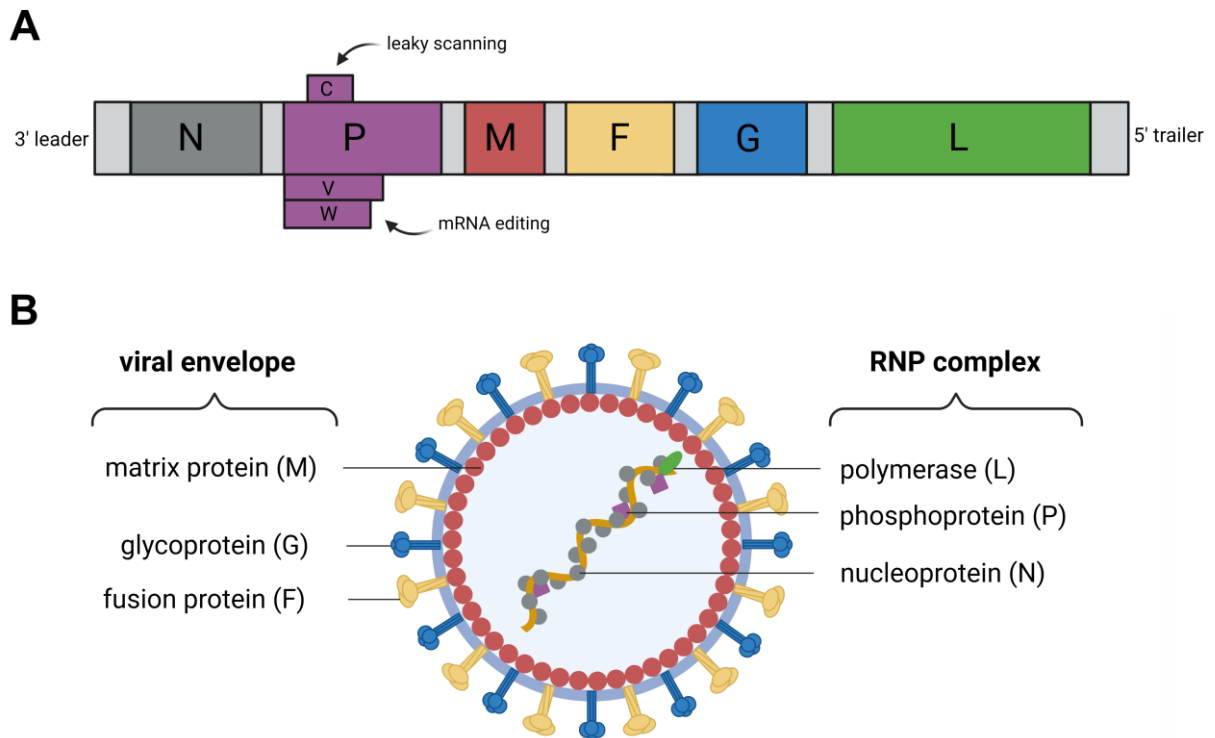 A
leaky scanning
C
3' leader
N
P
M
F
G
L
5' trailer
V
W
mRNA editing
B
viral envelope
RNP complex
matrix protein (M)
polymerase (L)
phosphoprotein (P)
glycoprotein (G)
nucleoprotein (N)
fusion protein (F)